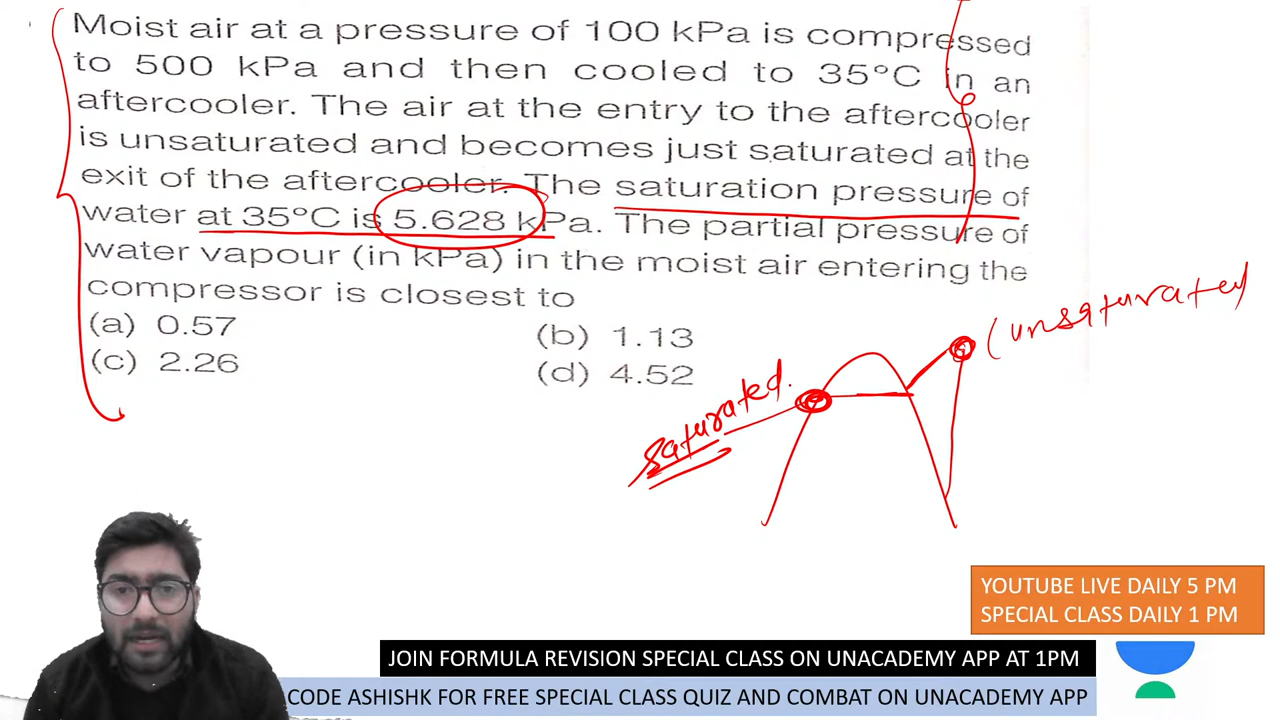 Moist air at a pressure of 100 kPa is compressed
to 500 kPa and then cooled to 35°C in an
aftercooler. The air at the entry to the aftercooler
is unsaturated and becomes just saturated at the
exit of the aftercooler. The saturation pressure of
water at 35°C is 5.628 kPa. The partial pressure of
water vapour (in kPa) in the moist air entering the
compressor is closest to
(a) 0.57 (b) 1.13
(c) 2.26 (d) 4.52
(unsaturated
saturated.
YOUTUBE LIVE DAILY 5 PM
SPECIAL CLASS DAILY 1 PM
JOIN FORMULA REVISION SPECIAL CLASS ON UNACADEMY APP AT 1PM
CODE ASHISHK FOR FREE SPECIAL CLASS QUIZ AND COMBAT ON UNACADEMY APP